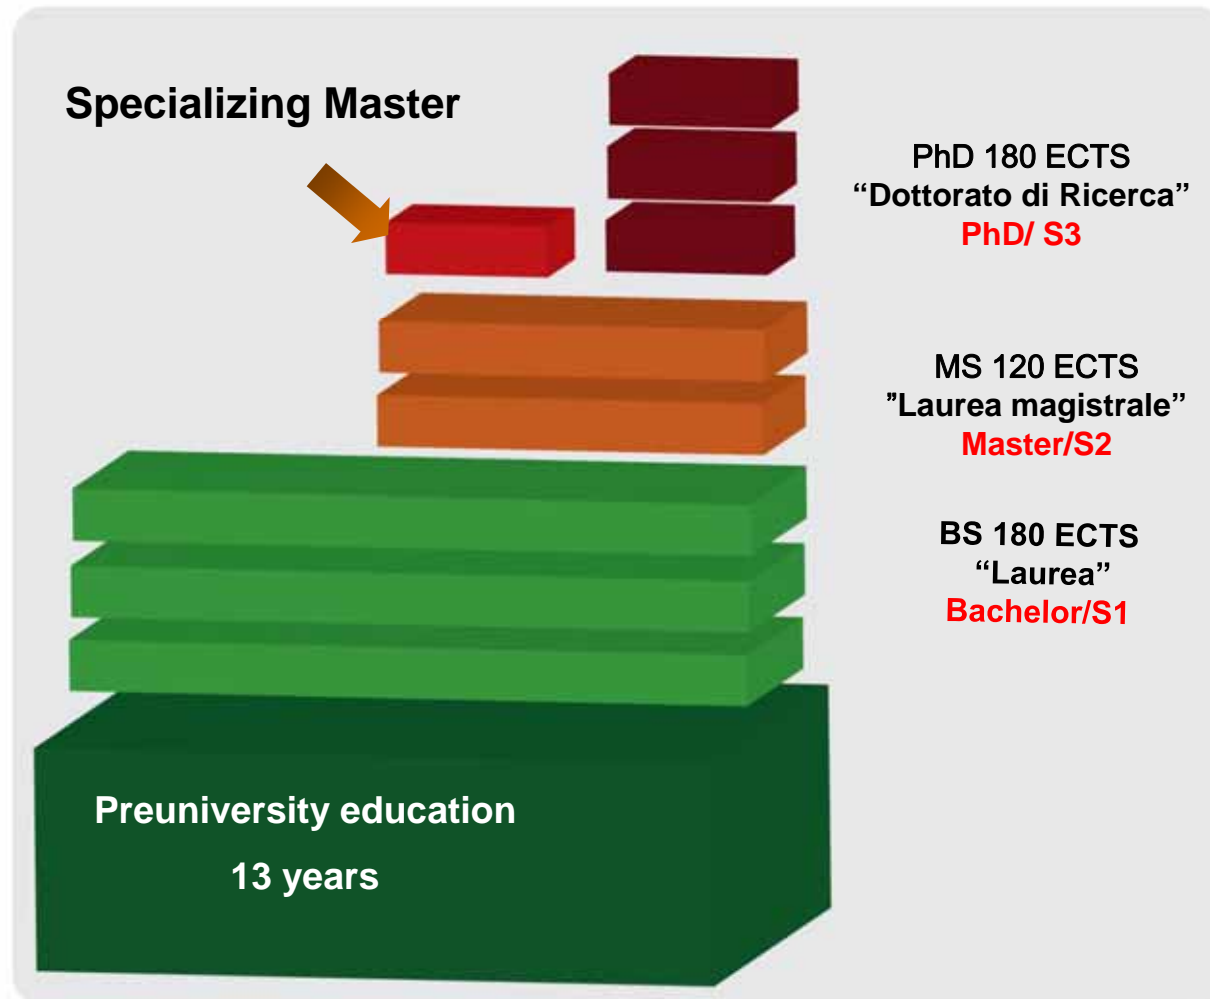 Specializing Master
PhD 180 ECTS
“Dottorato di Ricerca”
PhD/ S3
MS 120 ECTS
”Laurea magistrale”
Master/S2
BS 180 ECTS
“Laurea”
Bachelor/S1
Preuniversity education
13 years